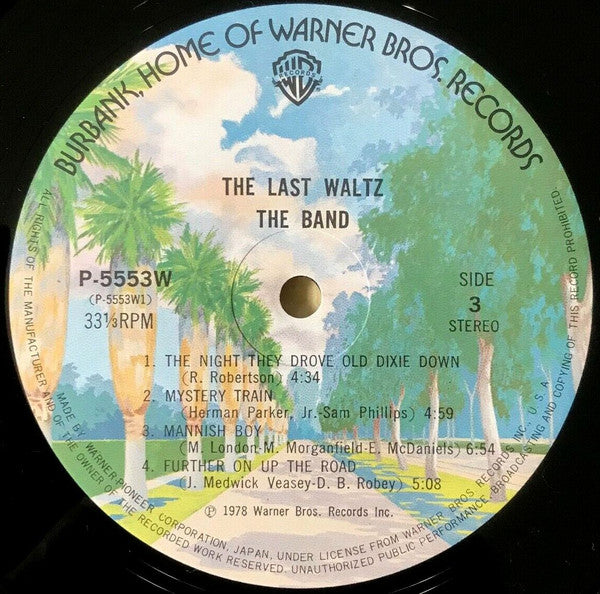 BURBANK, HOME OF WARNER BROS. RECORDS
WB
RECORDS
THE LAST WALTZ
THE BAND
P-5553W
(P-5553W1)
33⅓RPM
SIDE
3
STEREO
1. THE NIGHT THEY DROVE OLD DIXIE DOWN
(R. Robertson) 4:34
2. MYSTERY TRAIN
(Herman Parker, Jr.-Sam Phillips) 4:59
3. MANNISH BOY
(M. London-M. Morganfield-E. McDaniels) 6:54
4. FURTHER ON UP THE ROAD
(J. Medwick Veasey-D. B. Robey) 5:08
℗ 1978 Warner Bros. Records Inc.
MADE BY WARNER-PIONEER CORPORATION, JAPAN, UNDER LICENSE FROM WARNER BROS RECORDS INC., U.S.A.
ALL RIGHTS OF THE MANUFACTURER AND OF THE OWNER OF THE RECORDED WORK RESERVED. UNAUTHORIZED PUBLIC PERFORMANCE, BROADCASTING AND COPYING OF THIS RECORD PROHIBITED.